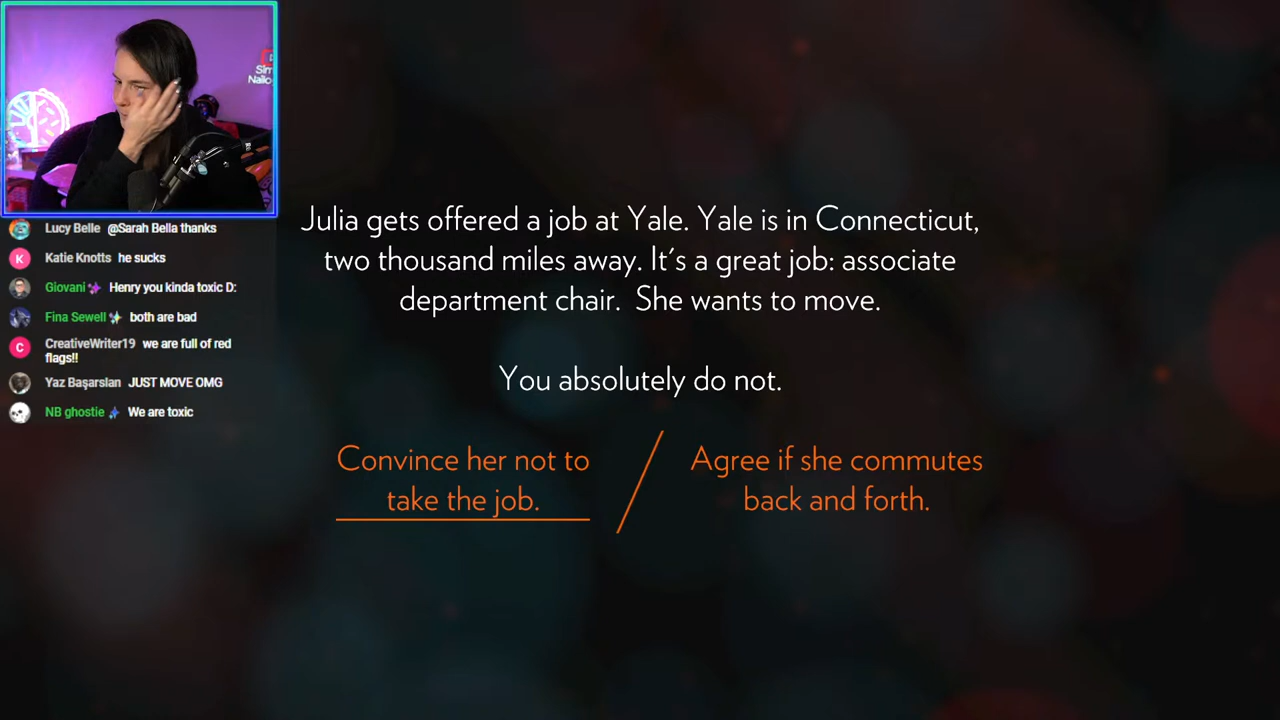 Julia gets offered a job at Yale. Yale is in Connecticut,
two thousand miles away. It's a great job: associate
department chair.  She wants to move.
You absolutely do not.
Convince her not to
take the job.
Agree if she commutes
back and forth.
Lucy Belle @Sarah Bella thanks
K Katie Knotts he sucks
Giovani Henry you kinda toxic D:
Fina Sewell both are bad
C CreativeWriter19 we are full of red
flags!!
Yaz Başarslan JUST MOVE OMG
NB ghostie We are toxic